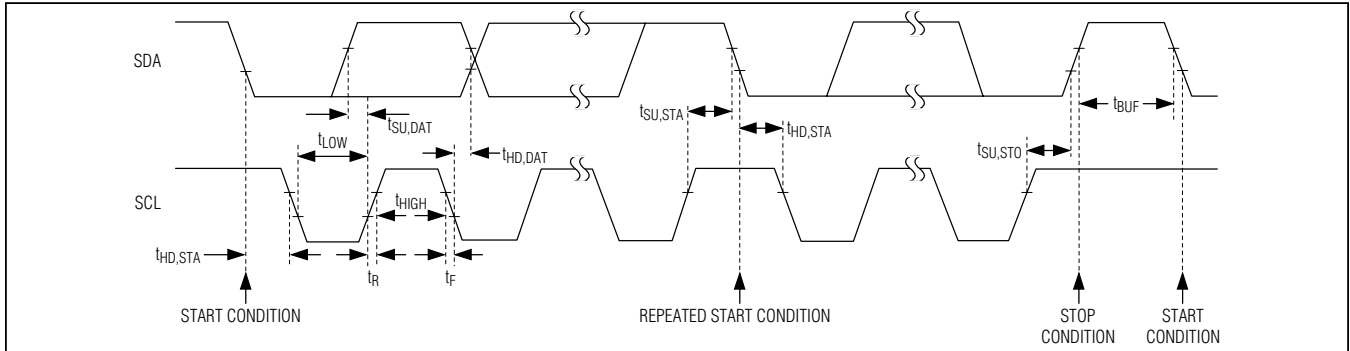 SDA
tSU,DAT
tLOW
tHD,DAT
tSU,STA
tHD,STA
tBUF
tSU,STO
SCL
tHIGH
tHD,STA
tR
tF
START CONDITION
REPEATED START CONDITION
STOP
CONDITION
START
CONDITION